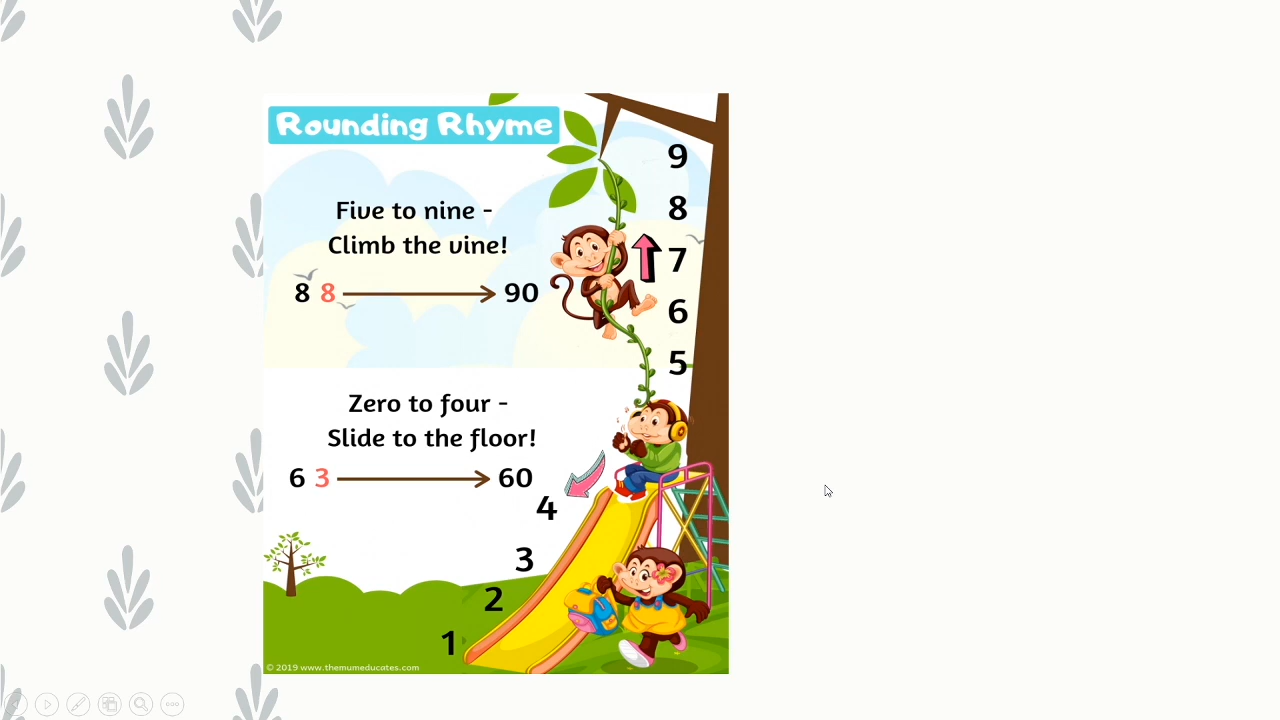 Rounding Rhyme
9
8
Five to nine -
Climb the vine!
7
8 8 90
6
5
Zero to four -
Slide to the floor!
6 3 60
4
3
2
1
© 2019 www.themumeducates.com